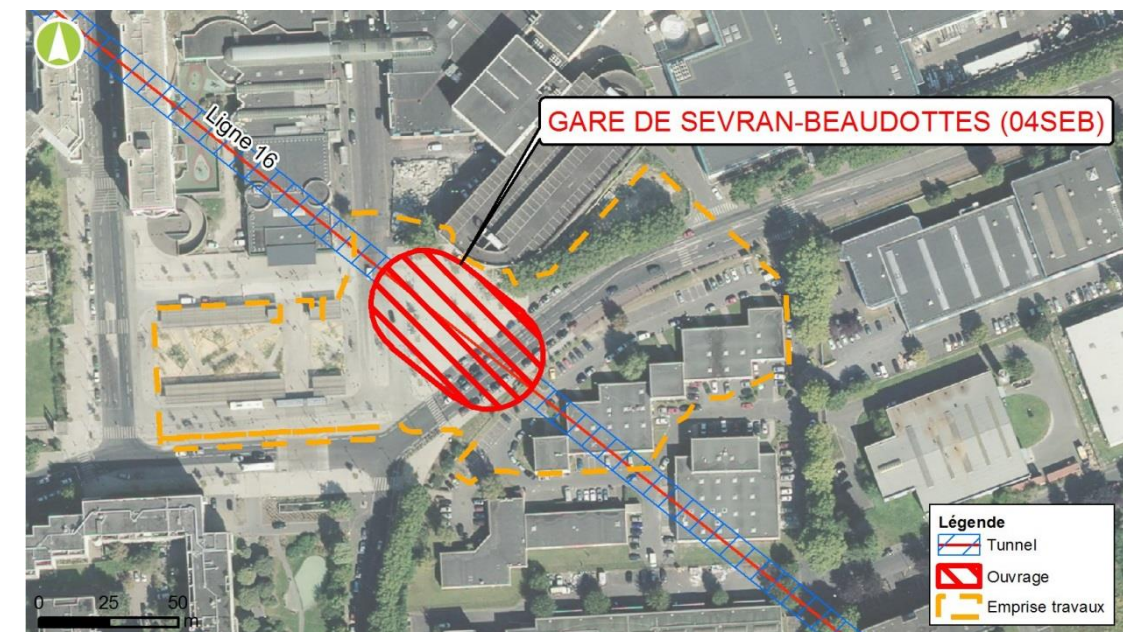 GARE DE SEVRAN-BEAUDOTTES (04SEB)
Ligne 16
Légende
Tunnel
Ouvrage
Emprise travaux
0 25 50
m